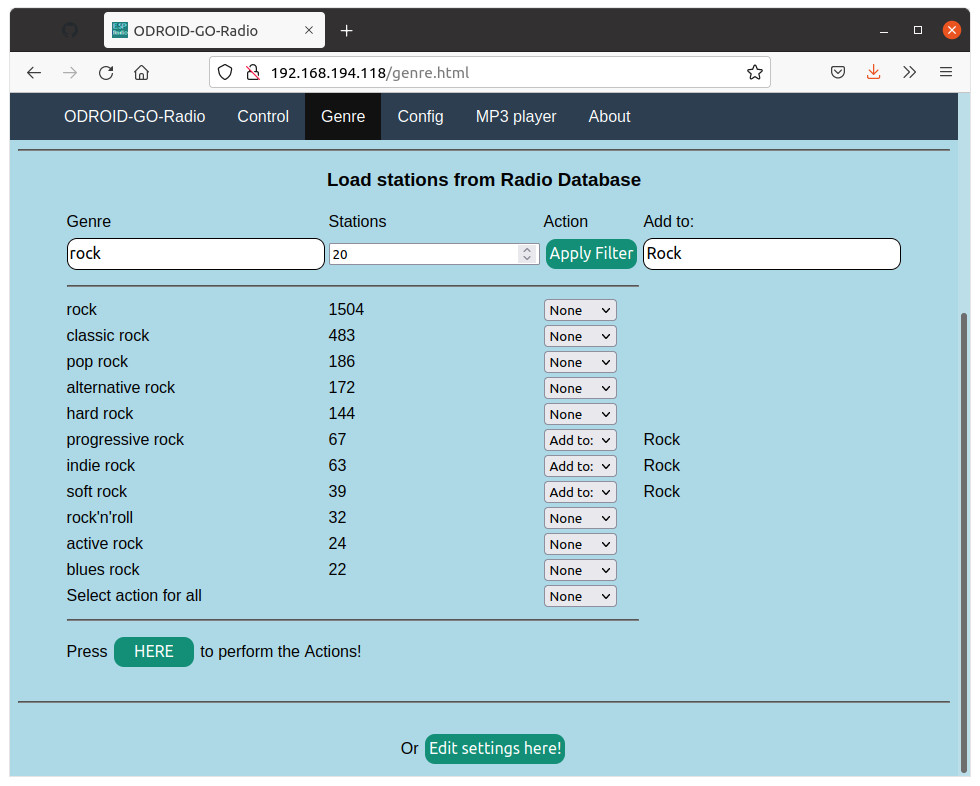 ESP Radio ODROID-GO-Radio
192.168.194.118/genre.html
ODROID-GO-Radio Control Genre Config MP3 player About
Load stations from Radio Database
Genre Stations Action Add to:
rock 20 Apply Filter Rock
rock 1504 None
classic rock 483 None
pop rock 186 None
alternative rock 172 None
hard rock 144 None
progressive rock 67 Add to: Rock
indie rock 63 Add to: Rock
soft rock 39 Add to: Rock
rock'n'roll 32 None
active rock 24 None
blues rock 22 None
Select action for all None
Press HERE to perform the Actions!
Or Edit settings here!